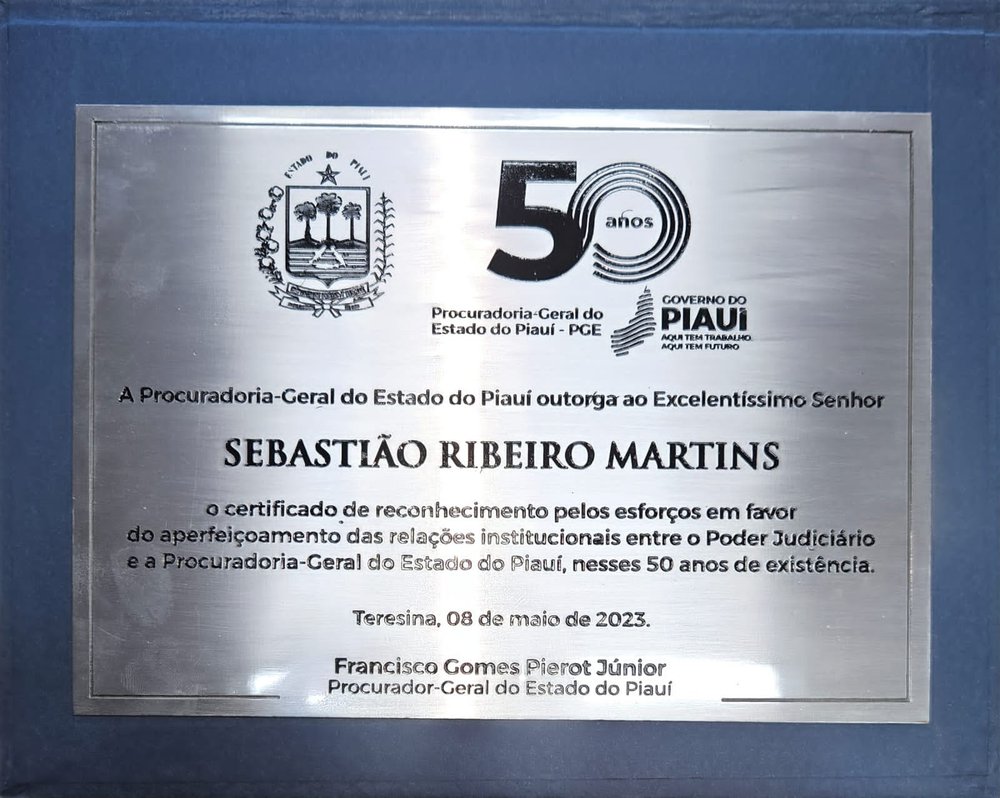 ESTADO DO PIAUÍ
50
anos
Procuradoria-Geral do
Estado do Piauí - PGE
GOVERNO DO
PIAUÍ
AQUI TEM TRABALHO.
AQUI TEM FUTURO
A Procuradoria-Geral do Estado do Piauí outorga ao Excelentíssimo Senhor
SEBASTIÃO RIBEIRO MARTINS
o certificado de reconhecimento pelos esforços em favor
do aperfeiçoamento das relações institucionais entre o Poder Judiciário
e a Procuradoria-Geral do Estado do Piauí, nesses 50 anos de existência.
Teresina, 08 de maio de 2023.
Francisco Gomes Pierot Júnior
Procurador-Geral do Estado do Piauí